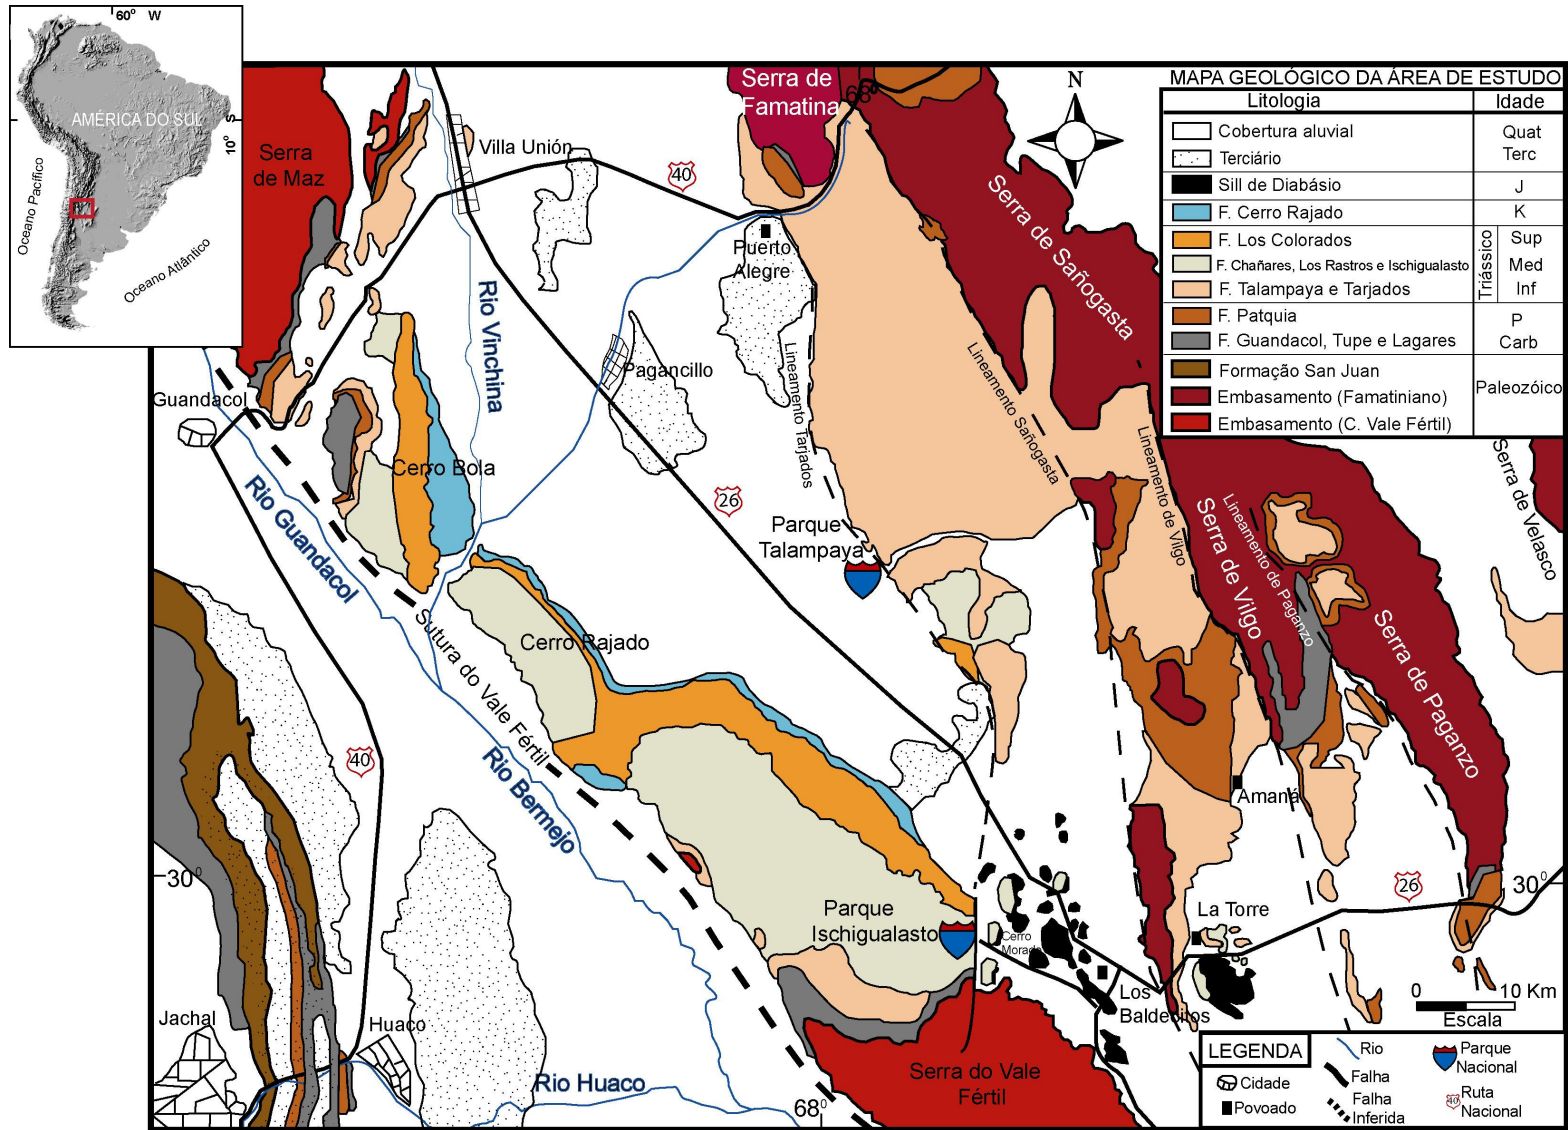 60º W
AMÉRICA DO SUL
10º S
Oceano Pacífico
Oceano Atlântico
MAPA GEOLÓGICO DA ÁREA DE ESTUDO
Litologia
Idade
Cobertura aluvial
Quat
Terciário
Terc
Sill de Diabásio
J
F. Cerro Rajado
K
F. Los Colorados
Sup
F. Chañares, Los Rastros e Ischigualasto
Med
F. Talampaya e Tarjados
Inf
Triássico
F. Patquia
P
F. Guandacol, Tupe e Lagares
Carb
Formação San Juan
Embasamento (Famatiniano)
Paleozóico
Embasamento (C. Vale Fértil)
N
Serra de
Famatina
68º
Serra
de Maz
Villa Unión
40
Puerto
Alegre
Serra de Sañogasta
Rio Vinchina
Pagancillo
Lineamento Tarjados
Lineamento Sañogasta
Lineamento de Vilgo
Guandacol
Cerro Bola
Rio Guandacol
26
Parque
Talampaya
Serra de Vilgo
Lineamento de Paganzo
Serra de Paganzo
Serra de Velasco
Cerro Rajado
Sutura do Vale Fértil
Rio Bermejo
40
Amaná
30º
Parque
Ischigualasto
Cerro
Morado
La Torre
26
30º
Los
Baldecitos
0 10 Km
Escala
Jachal
Huaco
Rio Huaco
68º
Serra do Vale
Fértil
LEGENDA
Cidade
Povoado
Rio
Falha
Falha
Inferida
Parque
Nacional
40
Ruta
Nacional